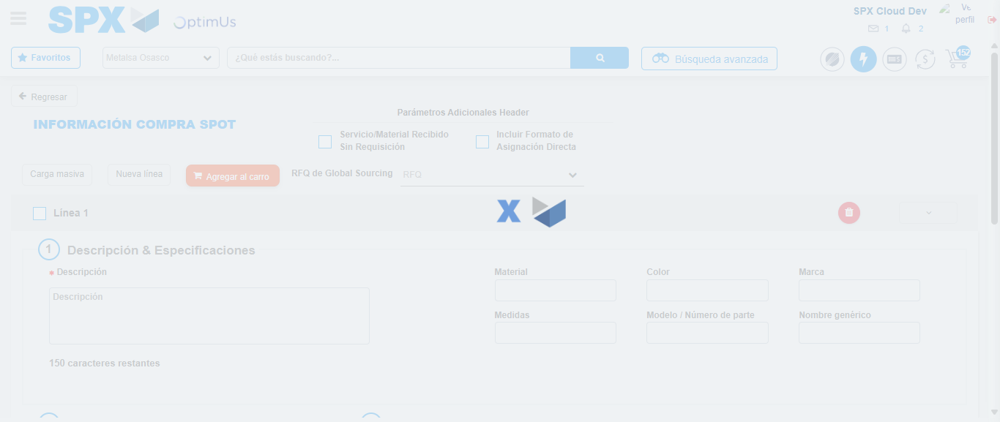 SPX
OptimUs
SPX Cloud Dev
Ve
perfil
1
2
Favoritos
Metalsa Osasco
¿Qué estás buscando?...
Búsqueda avanzada
152
Regresar
Parámetros Adicionales Header
INFORMACIÓN COMPRA SPOT
Servicio/Material Recibido
Sin Requisición
Incluir Formato de
Asignación Directa
Carga masiva
Nueva línea
Agregar al carro
RFQ de Global Sourcing
RFQ
Linea 1
X
1
Descripción & Especificaciones
Descripción
Material
Color
Marca
Descripción
Medidas
Modelo / Número de parte
Nombre genérico
150 caracteres restantes